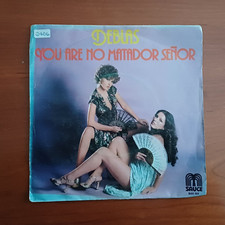 DEBLAS
YOU ARE NO MATADOR SEÑOR
SAUCE